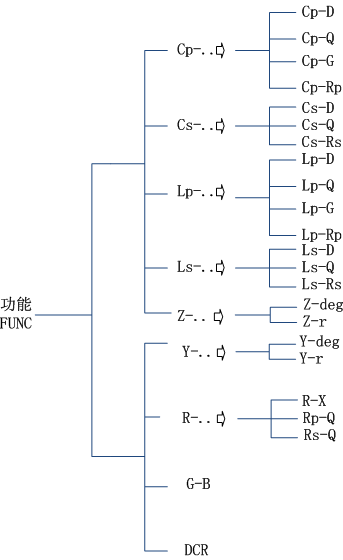 Cp-D
Cp-Q
Cp-..
Cp-G
Cp-Rp
Cs-D
Cs-..
Cs-Q
Cs-Rs
Lp-D
Lp-..
Lp-Q
Lp-G
Lp-Rp
Ls-D
Ls-..
Ls-Q
Ls-Rs
功能
FUNC
Z-..
Z-deg
Z-r
Y-..
Y-deg
Y-r
R-X
R-..
Rp-Q
Rs-Q
G-B
DCR